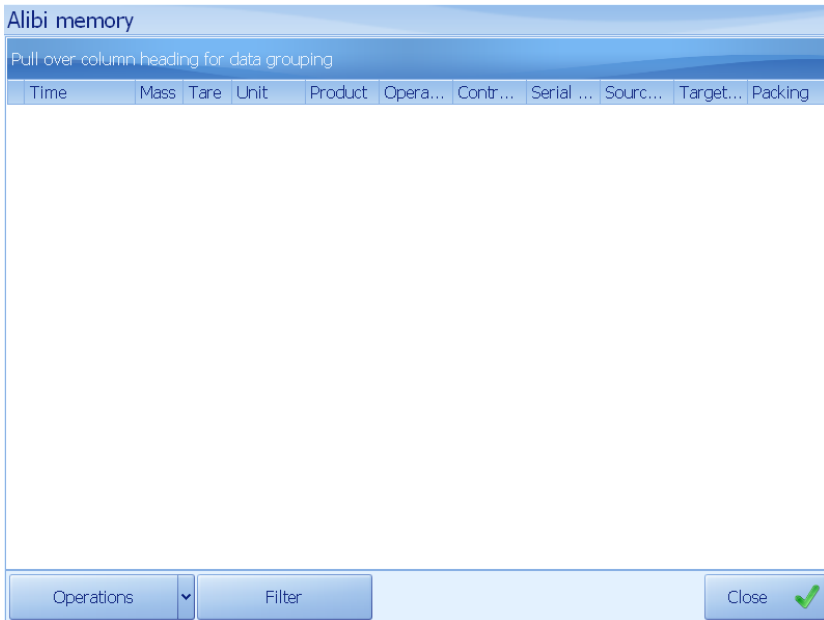 Alibi memory
Pull over column heading for data grouping
Time Mass Tare Unit Product Opera... Contr... Serial ... Sourc... Target... Packing
Operations Filter Close